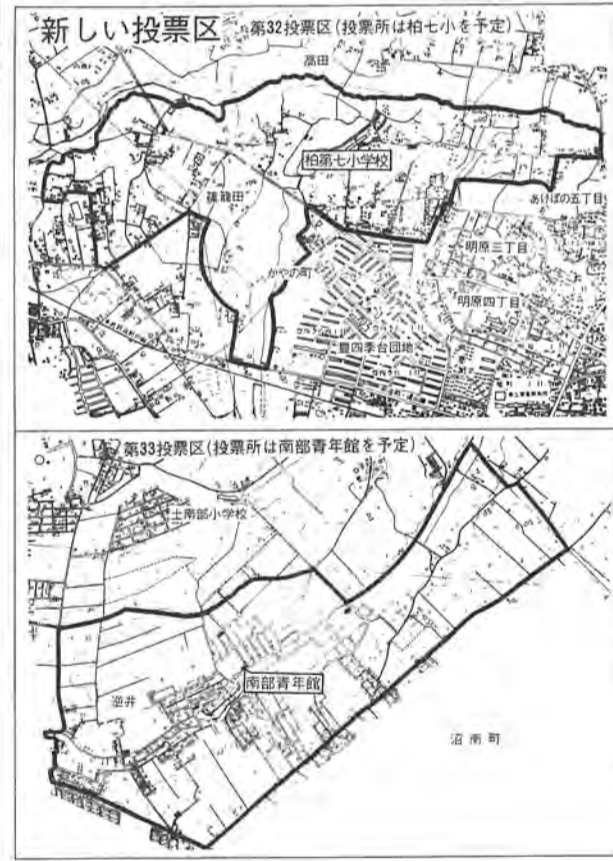 新しい投票区
第32投票区(投票所は柏七小を予定)
高田
柏第七小学校
篠籠田
あけぼの五丁目
明原三丁目
かやの町
明原四丁目
豊四季台団地
第33投票区(投票所は南部青年館を予定)
土南部小学校
南部青年館
逆井
沼南町